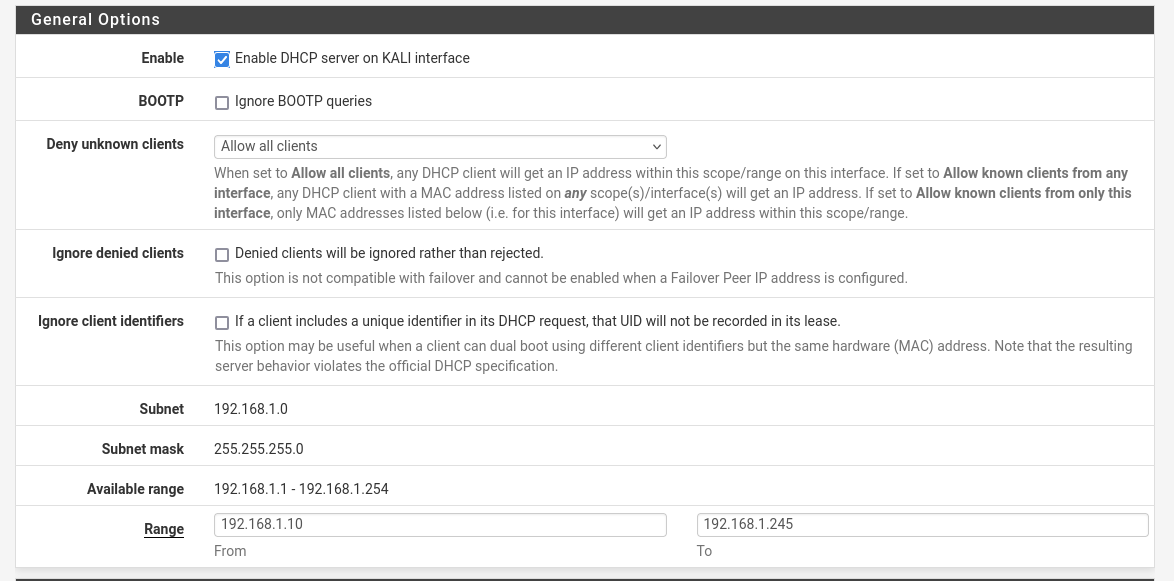 General Options
Enable
Enable DHCP server on KALI interface
BOOTP
Ignore BOOTP queries
Deny unknown clients
Allow all clients
When set to Allow all clients, any DHCP client will get an IP address within this scope/range on this interface. If set to Allow known clients from any
interface, any DHCP client with a MAC address listed on any scope(s)/interface(s) will get an IP address. If set to Allow known clients from only this
interface, only MAC addresses listed below (i.e. for this interface) will get an IP address within this scope/range.
Ignore denied clients
Denied clients will be ignored rather than rejected.
This option is not compatible with failover and cannot be enabled when a Failover Peer IP address is configured.
Ignore client identifiers
If a client includes a unique identifier in its DHCP request, that UID will not be recorded in its lease.
This option may be useful when a client can dual boot using different client identifiers but the same hardware (MAC) address. Note that the resulting
server behavior violates the official DHCP specification.
Subnet
192.168.1.0
Subnet mask
255.255.255.0
Available range
192.168.1.1 - 192.168.1.254
Range
192.168.1.10
192.168.1.245
From
To